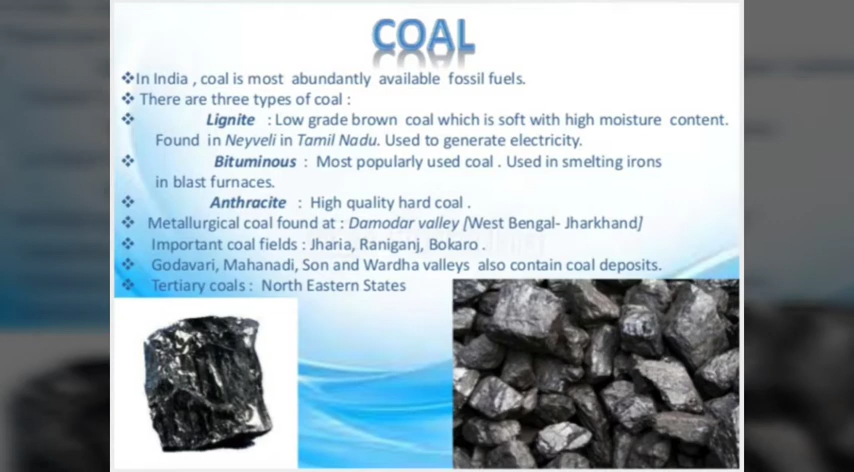 COAL
❖In India , coal is most abundantly available fossil fuels.
❖ There are three types of coal :
❖ Lignite : Low grade brown coal which is soft with high moisture content.
Found in Neyveli in Tamil Nadu. Used to generate electricity.
❖ Bituminous : Most popularly used coal . Used in smelting irons
in blast furnaces.
❖ Anthracite : High quality hard coal .
❖ Metallurgical coal found at : Damodar valley [West Bengal- Jharkhand]
❖ Important coal fields : Jharia, Raniganj, Bokaro .
❖ Godavari, Mahanadi, Son and Wardha valleys also contain coal deposits.
❖ Tertiary coals : North Eastern States